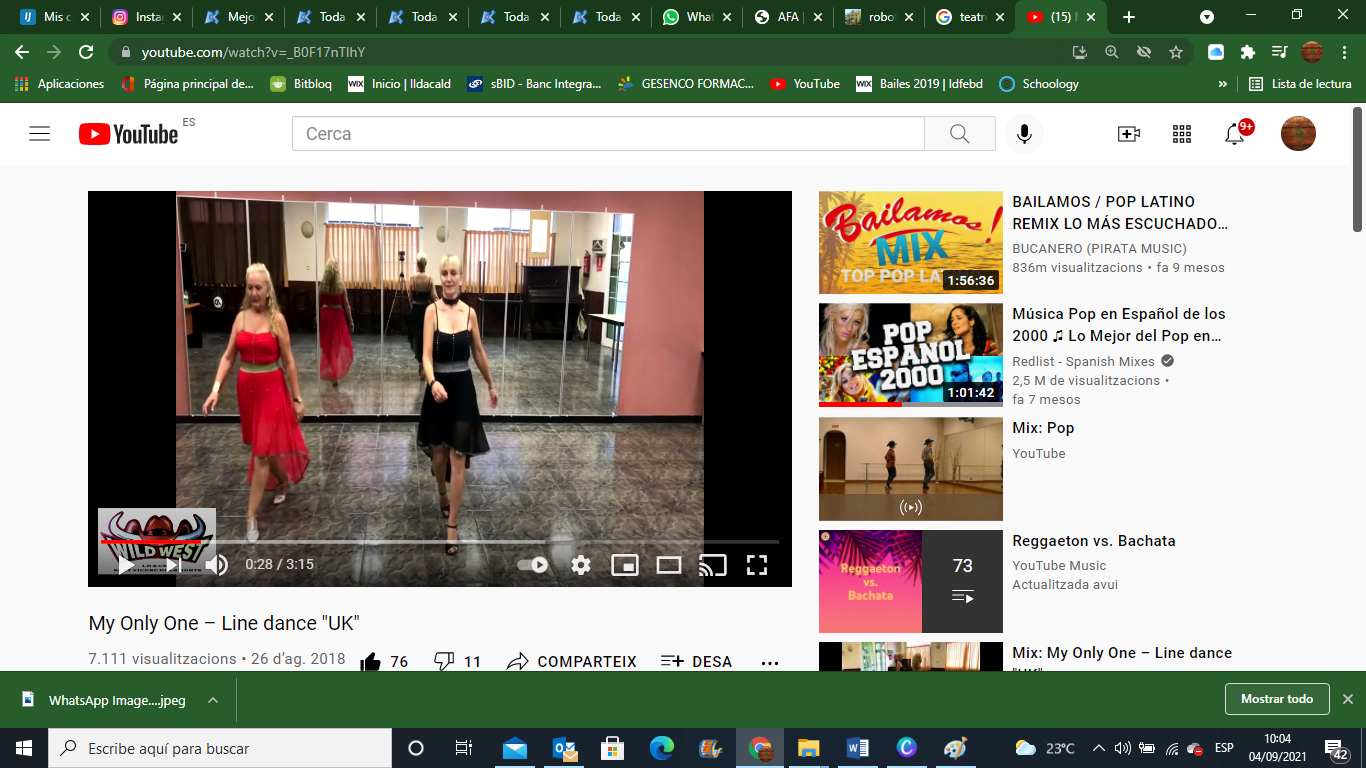 Mis c
Insta
Mejo
Toda
Toda
Toda
Toda
What
AFA |
robo
teatr
(15) M
youtube.com/watch?v=_B0F17nTlhY
Aplicaciones
Página principal de...
Bitbloq
WIX Inicio | lldacald
sBID - Banc Integra...
GESENCO FORMAC...
YouTube
WIX Bailes 2019 | ldfebd
Schoology
»
Lista de lectura
YouTube ES
Cerca
9+
WILD WEST
0:28 / 3:15
My Only One – Line dance "UK"
7.111 visualitzacions • 26 d’ag. 2018
76
11
COMPARTEIX
DESA
Bailamos!
MIX
TOP POP LA
1:56:36
BAILAMOS / POP LATINO
REMIX LO MÁS ESCUCHADO...
BUCANERO (PIRATA MUSIC)
836m visualitzacions • fa 9 mesos
POP
ESPAÑOL
2000
1:01:42
Música Pop en Español de los
2000 ♫ Lo Mejor del Pop en...
Redlist - Spanish Mixes
2,5 M de visualitzacions •
fa 7 mesos
Mix: Pop
YouTube
Reggaeton
vs.
Bachata
73
Reggaeton vs. Bachata
YouTube Music
Actualitzada avui
Mix: My Only One – Line dance
"UK"
WhatsApp Image....jpeg
Mostrar todo
Escribe aquí para buscar
23°C
ESP
10:04
04/09/2021
42